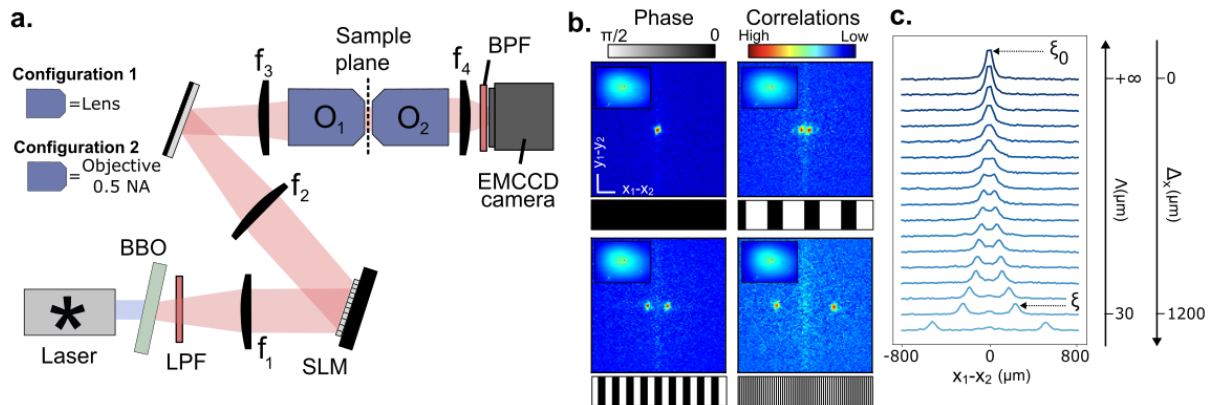 a.
Configuration 1
=Lens
Configuration 2
=Objective
0.5 NA
f₃
Sample
plane
f₄
BPF
O₁
O₂
EMCCD
camera
f₂
BBO
*
Laser
LPF
f₁
SLM
b.
Phase
π/2
0
Correlations
High
Low
y₁-y₂
x₁-x₂
c.
ξ₀
ξ
-800
0
800
x₁-x₂ (μm)
+∞
Λ(μm)
30
0
Δₓ
(μm)
1200